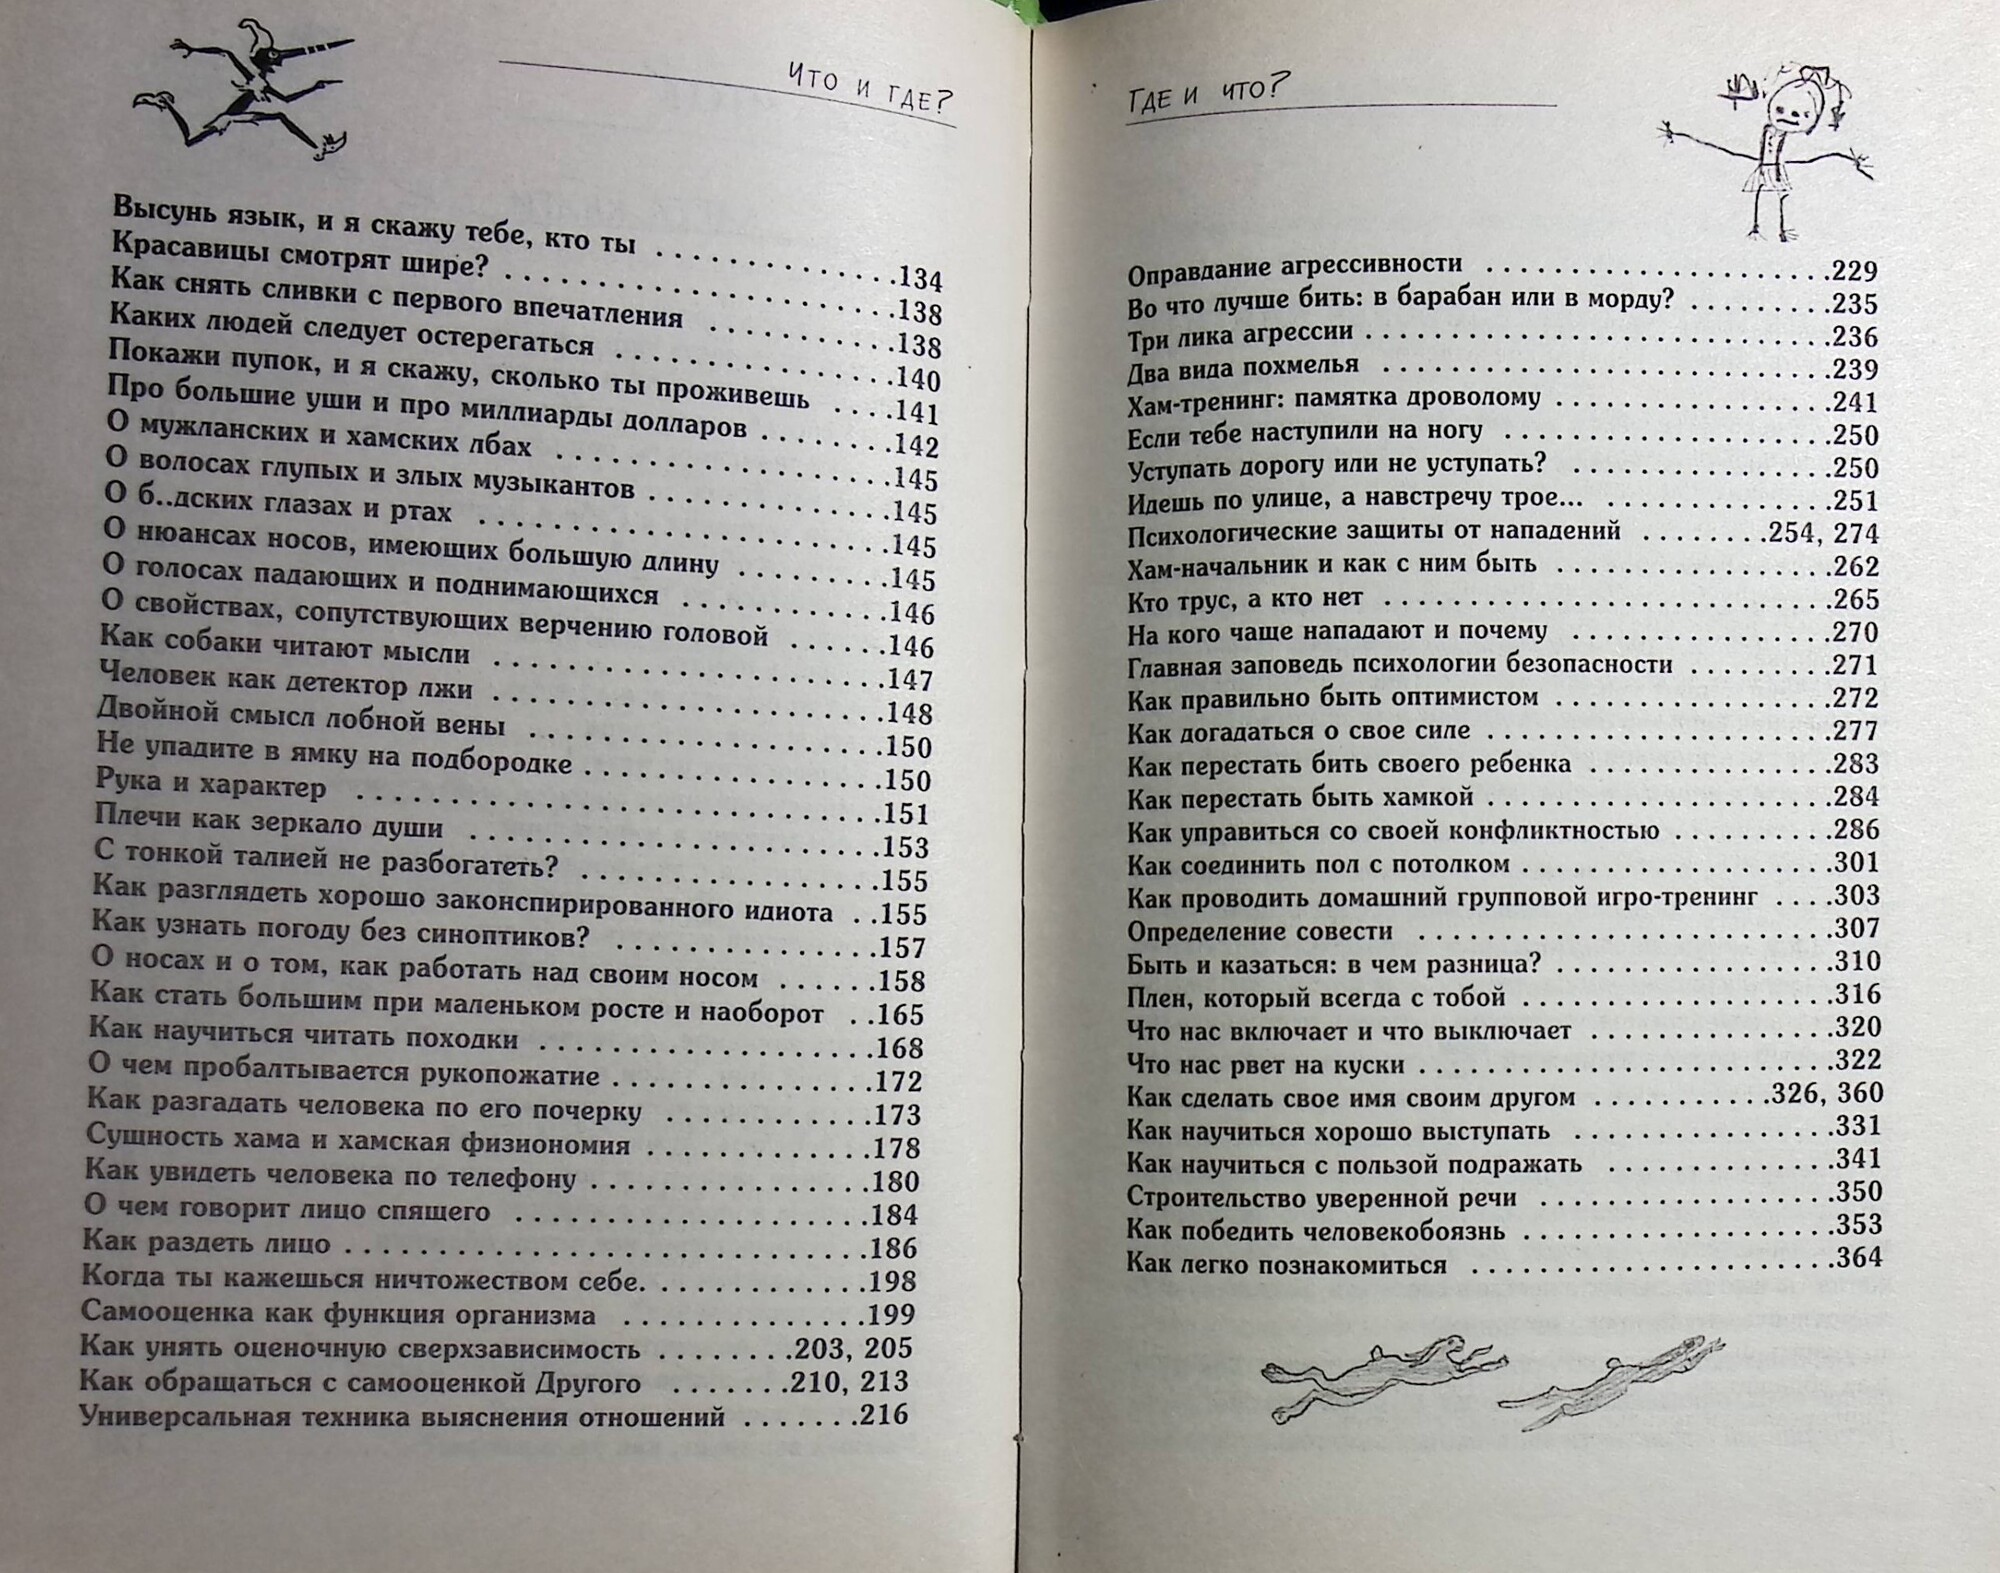 Что и где?
Высунь язык, и я скажу тебе, кто ты . . . . . . . . . . . . . .134
Красавицы смотрят шире? . . . . . . . . . . . . . . . . . . . . . .138
Как снять сливки с первого впечатления . . . . . . . . . . .138
Каких людей следует остерегаться . . . . . . . . . . . . . . . .140
Покажи пупок, и я скажу, сколько ты проживешь . . . .141
Про большие уши и про миллиарды долларов . . . . . . . .142
О мужланских и хамских лбах . . . . . . . . . . . . . . . . . . .145
О волосах глупых и злых музыкантов . . . . . . . . . . . . . .145
О б..дских глазах и ртах . . . . . . . . . . . . . . . . . . . . . . .145
О нюансах носов, имеющих большую длину . . . . . . . . .145
О голосах падающих и поднимающихся . . . . . . . . . . . .146
О свойствах, сопутствующих верчению головой . . . . . .146
Как собаки читают мысли . . . . . . . . . . . . . . . . . . . . . .147
Человек как детектор лжи . . . . . . . . . . . . . . . . . . . . . .148
Двойной смысл лобной вены . . . . . . . . . . . . . . . . . . . .150
Не упадите в ямку на подбородке . . . . . . . . . . . . . . . . .150
Рука и характер . . . . . . . . . . . . . . . . . . . . . . . . . . . . .151
Плечи как зеркало души . . . . . . . . . . . . . . . . . . . . . . .153
С тонкой талией не разбогатеть? . . . . . . . . . . . . . . . . .155
Как разглядеть хорошо законспирированного идиота . .155
Как узнать погоду без синоптиков? . . . . . . . . . . . . . . .157
О носах и о том, как работать над своим носом . . . . . .158
Как стать большим при маленьком росте и наоборот . .165
Как научиться читать походки . . . . . . . . . . . . . . . . . . .168
О чем пробалтывается рукопожатие . . . . . . . . . . . . . . .172
Как разгадать человека по его почерку . . . . . . . . . . . .173
Сущность хама и хамская физиономия . . . . . . . . . . . . .178
Как увидеть человека по телефону . . . . . . . . . . . . . . . .180
О чем говорит лицо спящего . . . . . . . . . . . . . . . . . . . .184
Как раздеть лицо . . . . . . . . . . . . . . . . . . . . . . . . . . . . .186
Когда ты кажешься ничтожеством себе. . . . . . . . . . . . .198
Самооценка как функция организма . . . . . . . . . . . . . .199
Как унять оценочную сверхзависимость . . . . . . . .203, 205
Как обращаться с самооценкой Другого . . . . . . .210, 213
Универсальная техника выяснения отношений . . . . . . .216
Где и что?
Оправдание агрессивности . . . . . . . . . . . . . . . . . . . . .229
Во что лучше бить: в барабан или в морду? . . . . . . . . .235
Три лика агрессии . . . . . . . . . . . . . . . . . . . . . . . . . . . .236
Два вида похмелья . . . . . . . . . . . . . . . . . . . . . . . . . . .239
Хам-тренинг: памятка дроволому . . . . . . . . . . . . . . . . .241
Если тебе наступили на ногу . . . . . . . . . . . . . . . . . . . .250
Уступать дорогу или не уступать? . . . . . . . . . . . . . . . .250
Идешь по улице, а навстречу трое... . . . . . . . . . . . . . .251
Психологические защиты от нападений . . . . . . . .254, 274
Хам-начальник и как с ним быть . . . . . . . . . . . . . . . . .262
Кто трус, а кто нет . . . . . . . . . . . . . . . . . . . . . . . . . . .265
На кого чаще нападают и почему . . . . . . . . . . . . . . . .270
Главная заповедь психологии безопасности . . . . . . . . .271
Как правильно быть оптимистом . . . . . . . . . . . . . . . . .272
Как догадаться о свое силе . . . . . . . . . . . . . . . . . . . . .277
Как перестать бить своего ребенка . . . . . . . . . . . . . . .283
Как перестать быть хамкой . . . . . . . . . . . . . . . . . . . . .284
Как управиться со своей конфликтностью . . . . . . . . . .286
Как соединить пол с потолком . . . . . . . . . . . . . . . . . . .301
Как проводить домашний групповой игро-тренинг . . . .303
Определение совести . . . . . . . . . . . . . . . . . . . . . . . . .307
Быть и казаться: в чем разница? . . . . . . . . . . . . . . . . .310
Плен, который всегда с тобой . . . . . . . . . . . . . . . . . . .316
Что нас включает и что выключает . . . . . . . . . . . . . . .320
Что нас рвет на куски . . . . . . . . . . . . . . . . . . . . . . . . .322
Как сделать свое имя своим другом . . . . . . . . . . .326, 360
Как научиться хорошо выступать . . . . . . . . . . . . . . . .331
Как научиться с пользой подражать . . . . . . . . . . . . . .341
Строительство уверенной речи . . . . . . . . . . . . . . . . . .350
Как победить человекобоязнь . . . . . . . . . . . . . . . . . . .353
Как легко познакомиться . . . . . . . . . . . . . . . . . . . . . .364